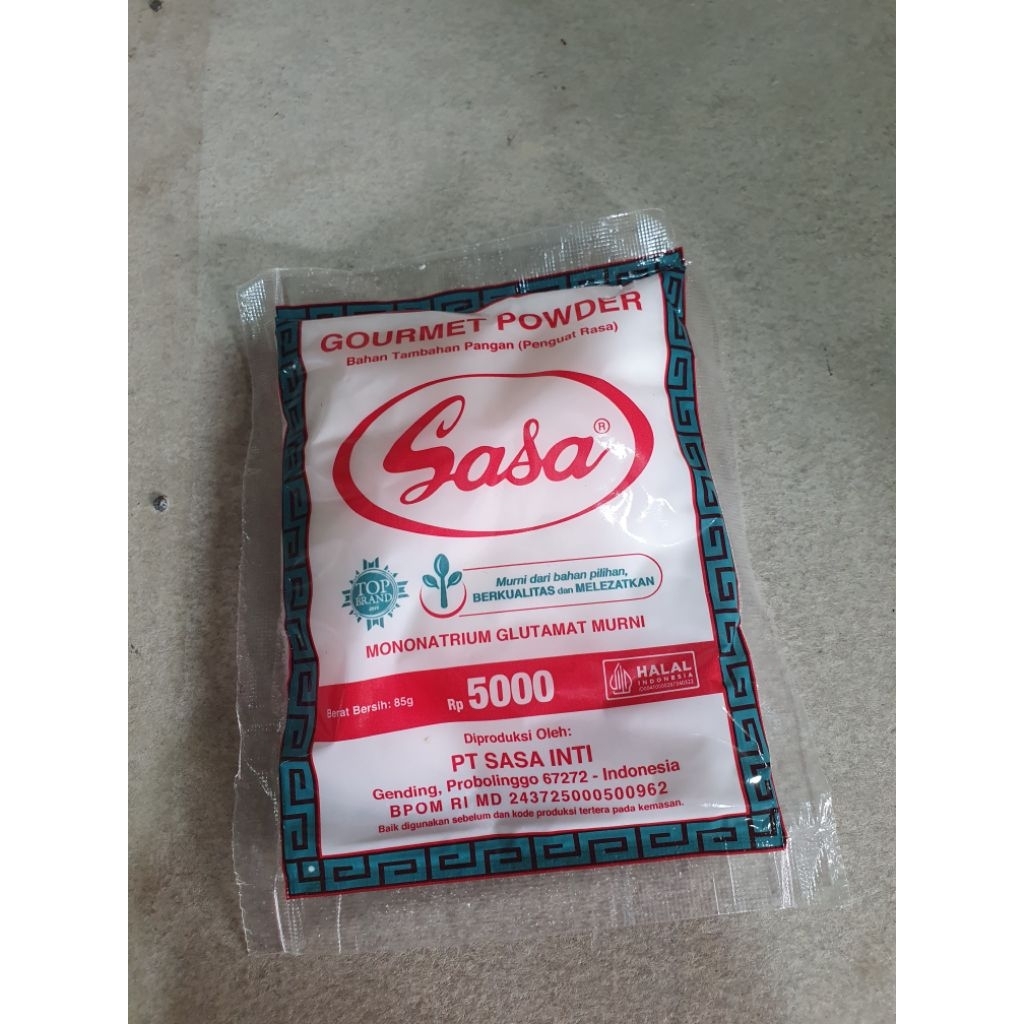 GOURMET POWDER
Bahan Tambahan Pangan (Penguat Rasa)
Sasa ®
TOP
BRAND
Murni dari bahan pilihan,
BERKUALITAS dan MELEZATKAN
MONONATRIUM GLUTAMAT MURNI
Berat Bersih: 85g
Rp 5000
HALAL
INDONESIA
Diproduksi Oleh:
PT SASA INTI
Gending, Probolinggo 67272 - Indonesia
BPOM RI MD 243725000500962
Baik digunakan sebelum dan kode produksi tertera pada kemasan.